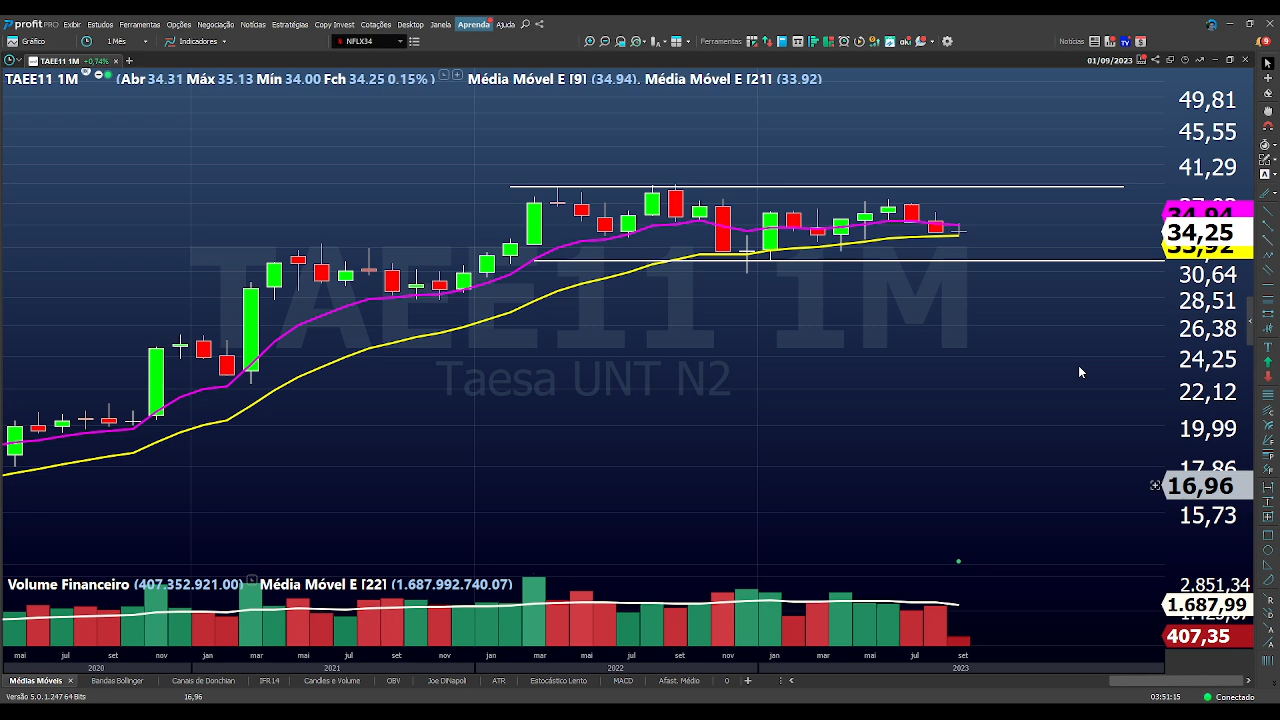 profit PRO Exibir Estudos Ferramentas Opções Negociação Notícias Estratégias Copy Invest Cotações Desktop Janela Aprenda Ajuda
Gráfico 1 Mês Indicadores NFLX34 Ferramentas Notícias
TAEE11 1M +0,74% 01/09/2023
TAEE11 1M (Abr 34.31 Máx 35.13 Mín 34.00 Fch 34.25 0.15% ) Média Móvel E [9] (34.94). Média Móvel E [21] (33.92)
49,81
45,55
41,29
34,94
34,25
33,92
30,64
28,51
26,38
24,25
22,12
19,99
17,86
16,96
15,73
TAEE11 1M
Taesa UNT N2
Volume Financeiro (407.352.921.00) Média Móvel E [22] (1.687.992.740.07)
2.851,34
1.687,99
407,35
mai jul set nov jan mar mai jul set nov jan mar mai jul set nov jan mar mai jul set
2020 2021 2022 2023
Médias Móveis Bandas Bollinger Canais de Donchian IFR14 Candles e Volume OBV Joe DiNapoli ATR Estocástico Lento MACD Afast. Médio 0
Versão 5.0.1.247 64 Bits 16,96 03:51:15 Conectado